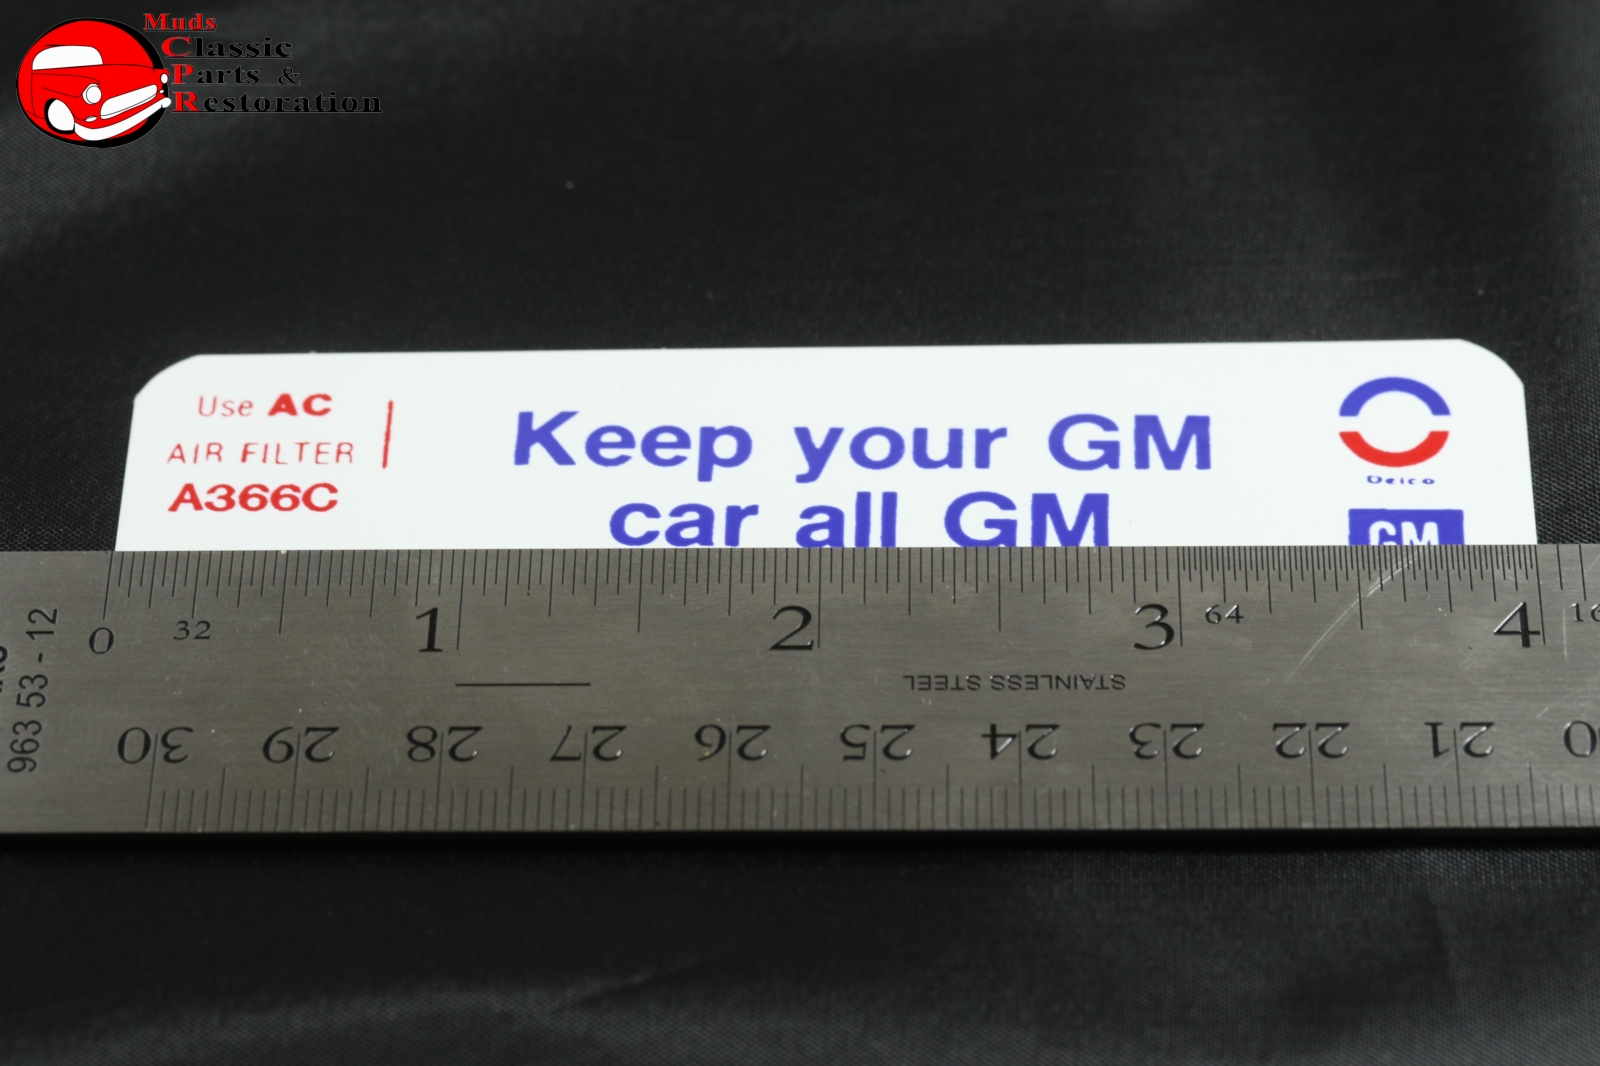 Muds
Classic
Parts &
Restoration
Use AC
AIR FILTER
A366C
Keep your GM
car all GM
Delco
GM
0 32 1 2 3 64 4 16
STAINLESS STEEL
30 29 28 27 26 25 24 23 22 21
963 53-12